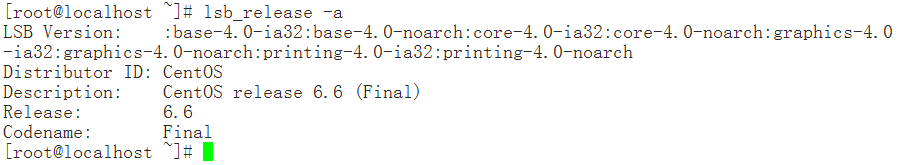 [root@localhost ~]# lsb_release -a
LSB Version:    :base-4.0-ia32:base-4.0-noarch:core-4.0-ia32:core-4.0-noarch:graphics-4.0
-ia32:graphics-4.0-noarch:printing-4.0-ia32:printing-4.0-noarch
Distributor ID: CentOS
Description:    CentOS release 6.6 (Final)
Release:        6.6
Codename:       Final
[root@localhost ~]#